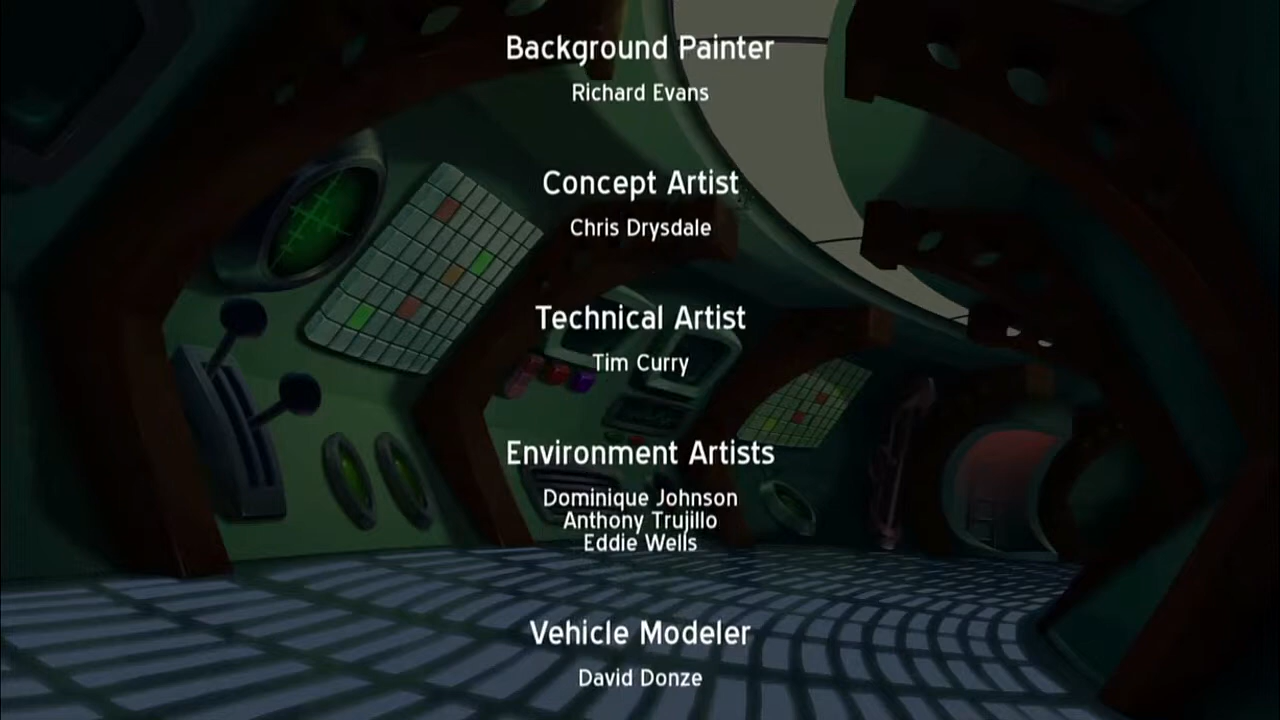 Background Painter
Richard Evans
Concept Artist
Chris Drysdale
Technical Artist
Tim Curry
Environment Artists
Dominique Johnson
Anthony Trujillo
Eddie Wells
Vehicle Modeler
David Donze